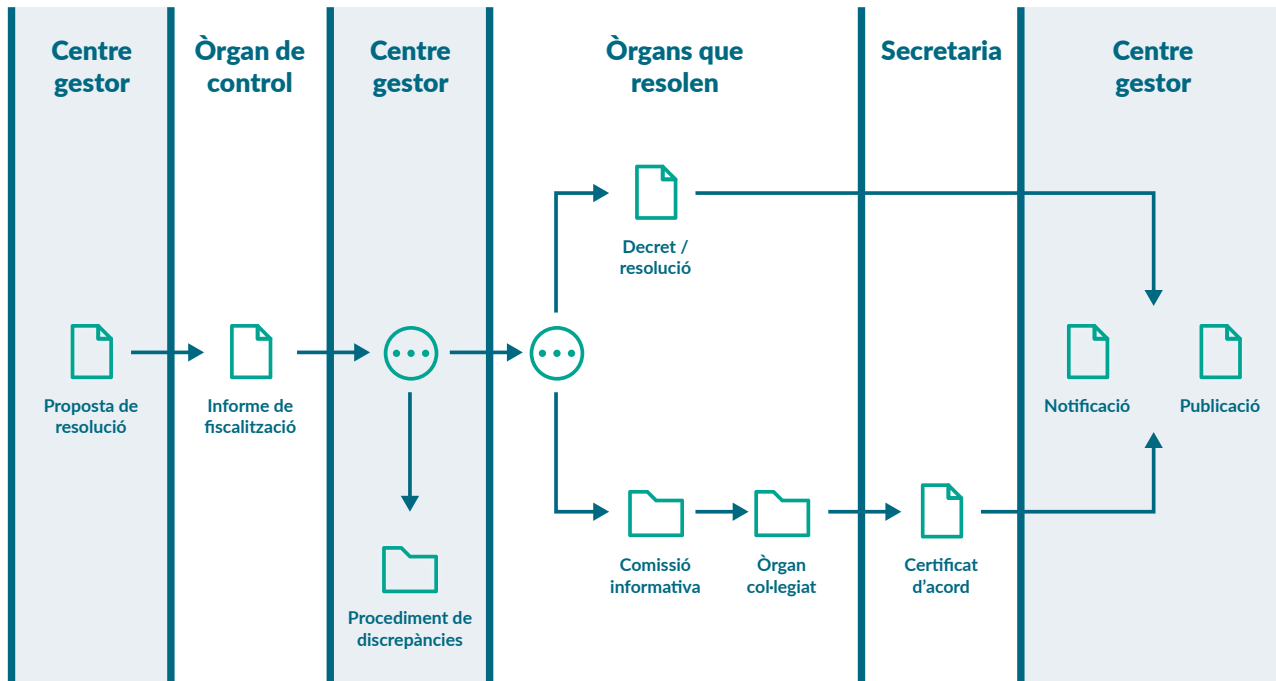 Centre
gestor
Òrgan de
control
Centre
gestor
Òrgans que
resolen
Secretaria
Centre
gestor
Decret /
resolució
Proposta de
resolució
Informe de
fiscalització
Notificació
Publicació
Comissió
informativa
Òrgan
col·legiat
Certificat
d’acord
Procediment de
discrepàncies